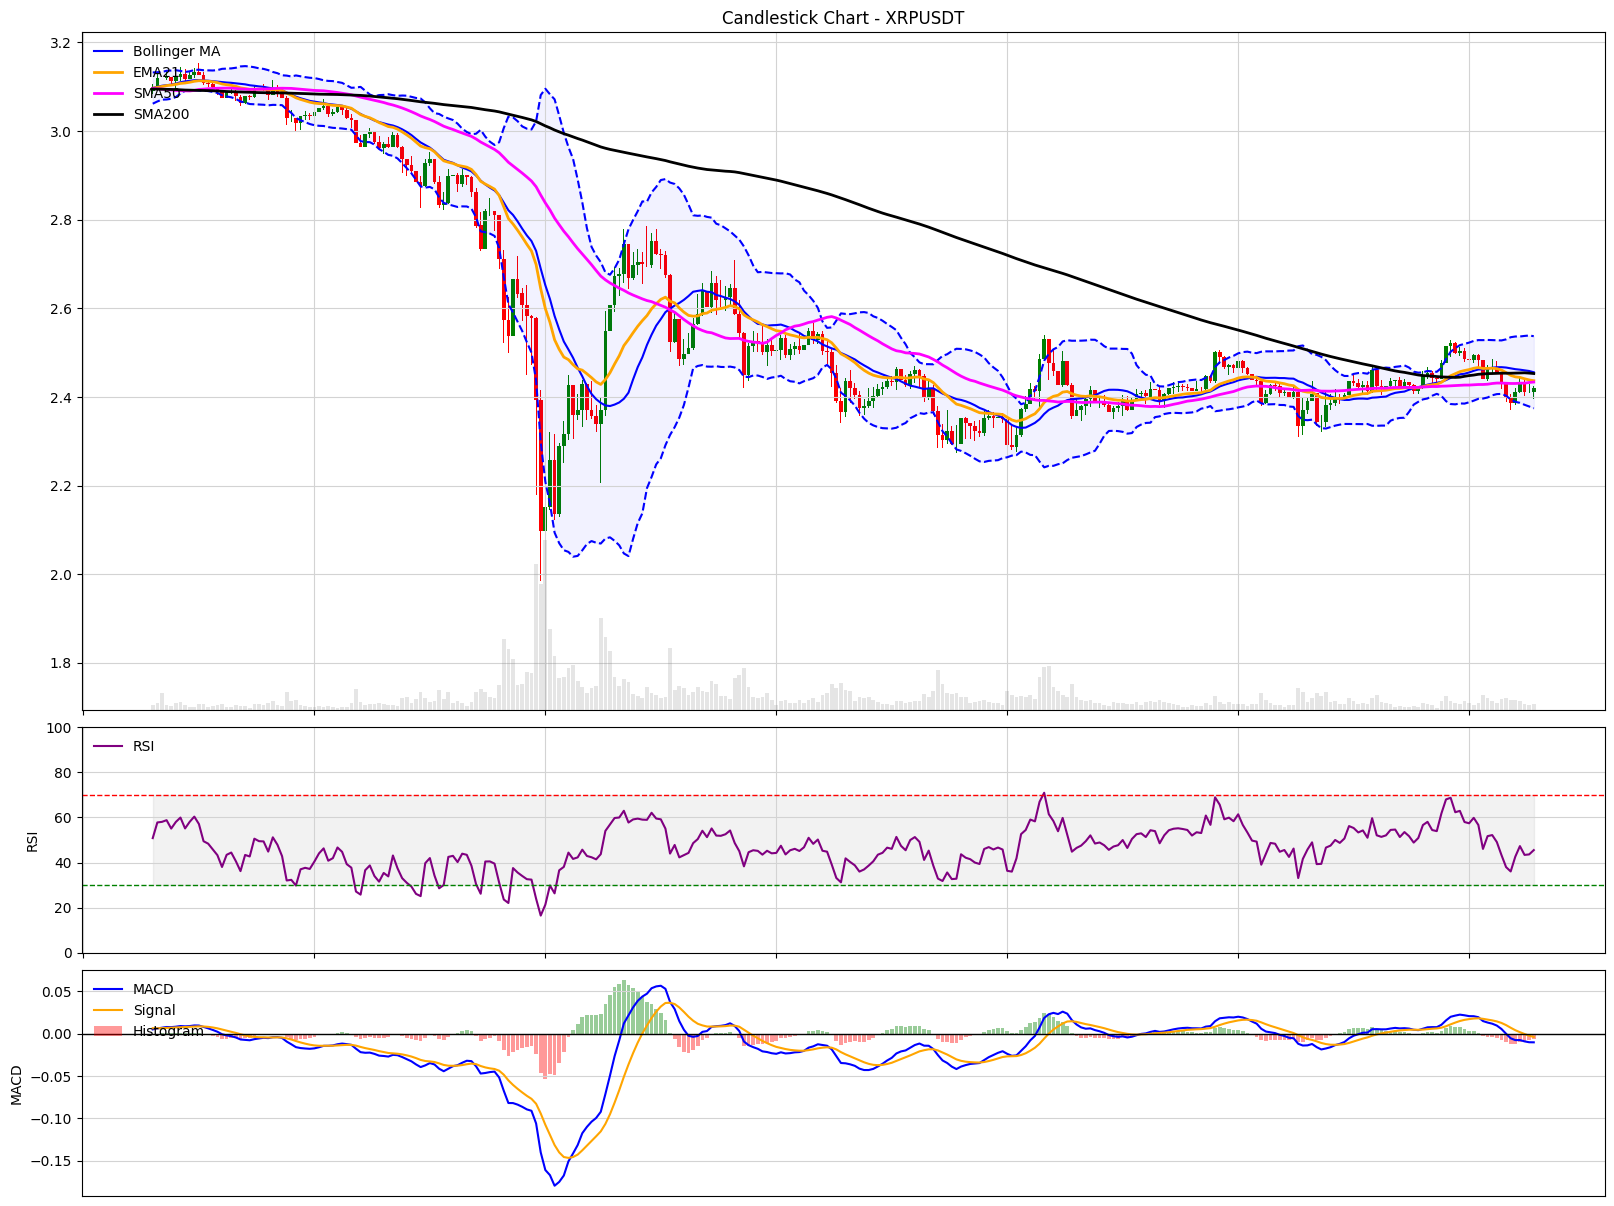 Candlestick Chart - XRPUSDT
3.2
3.0
2.8
2.6
2.4
2.2
2.0
1.8
Bollinger MA
EMA21
SMA50
SMA200
100
80
60
40
20
0
RSI
RSI
0.05
0.00
−0.05
−0.10
−0.15
MACD
MACD
Signal
Histogram